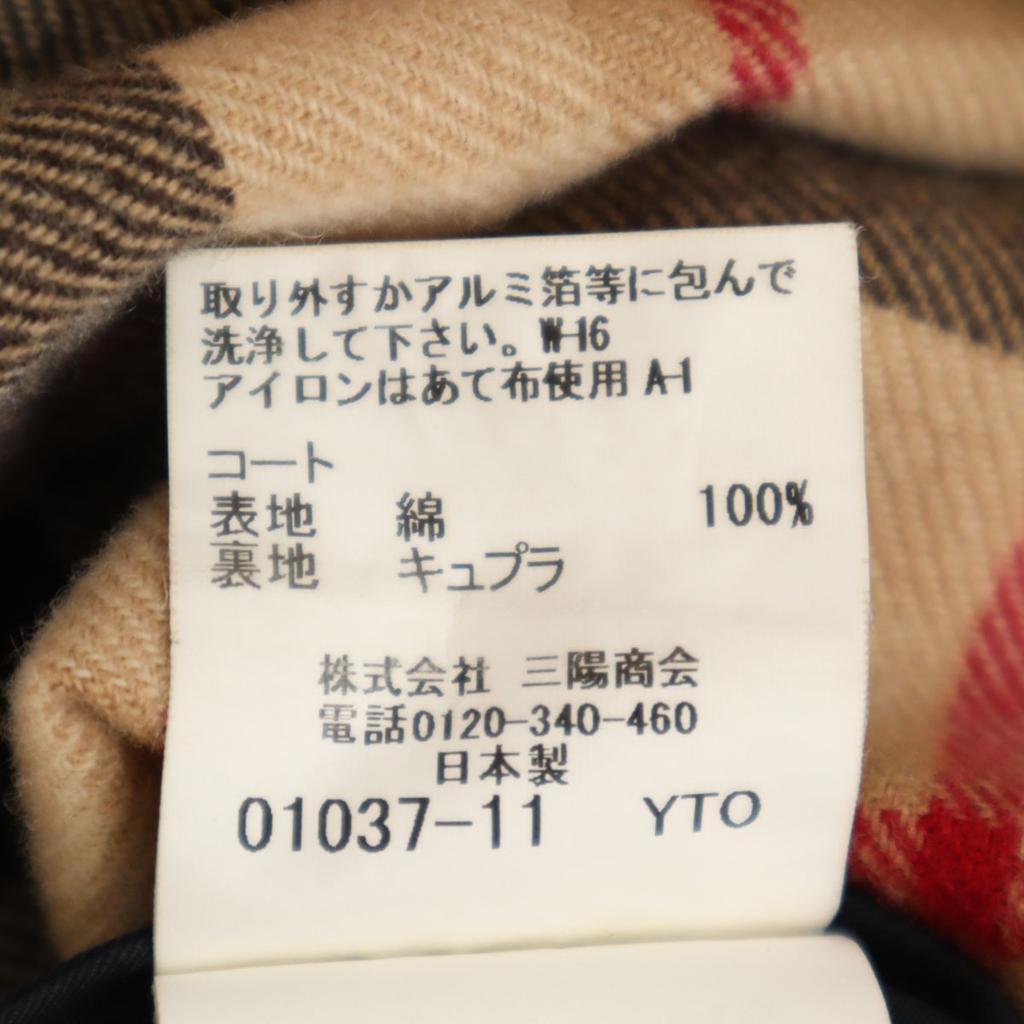 取り外すかアルミ箔等に包んで
洗浄して下さい。W-16
アイロンはあて布使用 A-1
コート
表地 綿 100%
裏地 キュプラ
株式会社 三陽商会
電話0120-340-460
日本製
01037-11 YTO